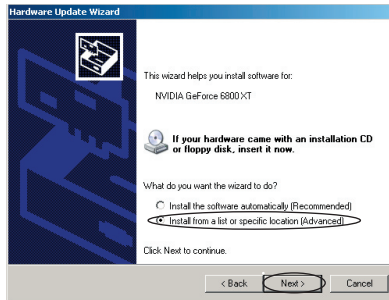 Hardware Update Wizard
This wizard helps you install software for:
NVIDIA GeForce 6800 XT
If your hardware came with an installation CD
or floppy disk, insert it now.
What do you want the wizard to do?
Install the software automatically (Recommended)
Install from a list or specific location (Advanced)
Click Next to continue.
< Back Next > Cancel